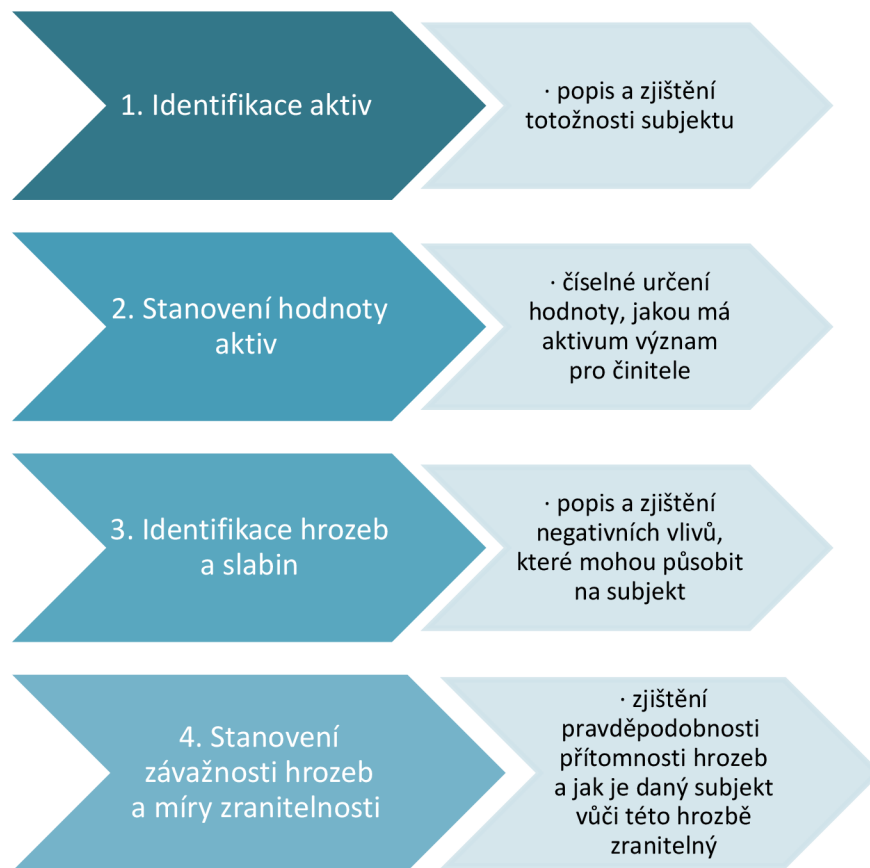 1. Identifikace aktiv
· popis a zjištění
totožnosti subjektu
2. Stanovení hodnoty
aktiv
· číselné určení
hodnoty, jakou má
aktivum význam
pro činitele
3. Identifikace hrozeb
a slabin
· popis a zjištění
negativních vlivů,
které mohou působit
na subjekt
4. Stanovení
závažnosti hrozeb
a míry zranitelnosti
· zjištění
pravděpodobnosti
přítomnosti hrozeb
a jak je daný subjekt
vůči této hrozbě
zranitelný